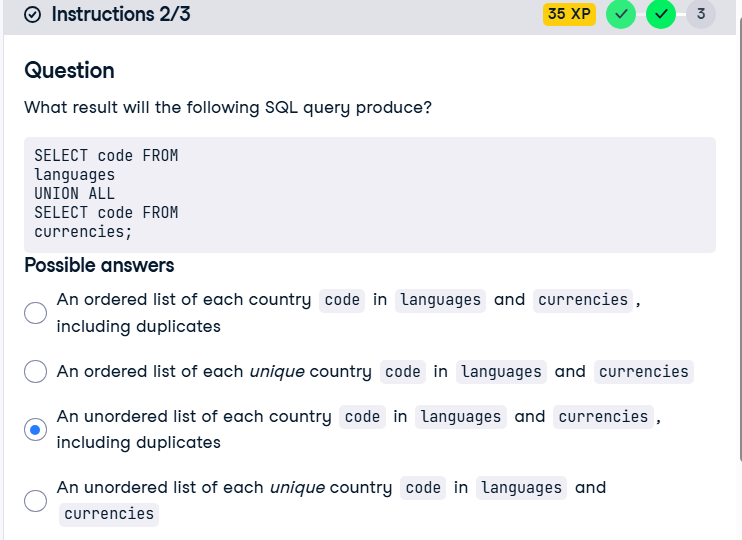 Instructions 2/3 35 XP 3
Question
What result will the following SQL query produce?
SELECT code FROM
languages
UNION ALL
SELECT code FROM
currencies;
Possible answers
An ordered list of each country code in languages and currencies ,
including duplicates
An ordered list of each unique country code in languages and currencies
An unordered list of each country code in languages and currencies ,
including duplicates
An unordered list of each unique country code in languages and
currencies